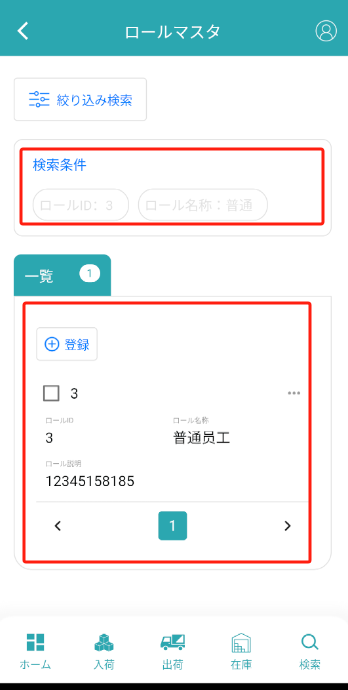 ロールマスタ
絞り込み検索
検索条件
ロールID：3 ロール名称：普通
一覧 1
登録
3
ロールID ロール名称
3 普通员工
ロール説明
12345158185
1
ホーム 入荷 出荷 在庫 検索